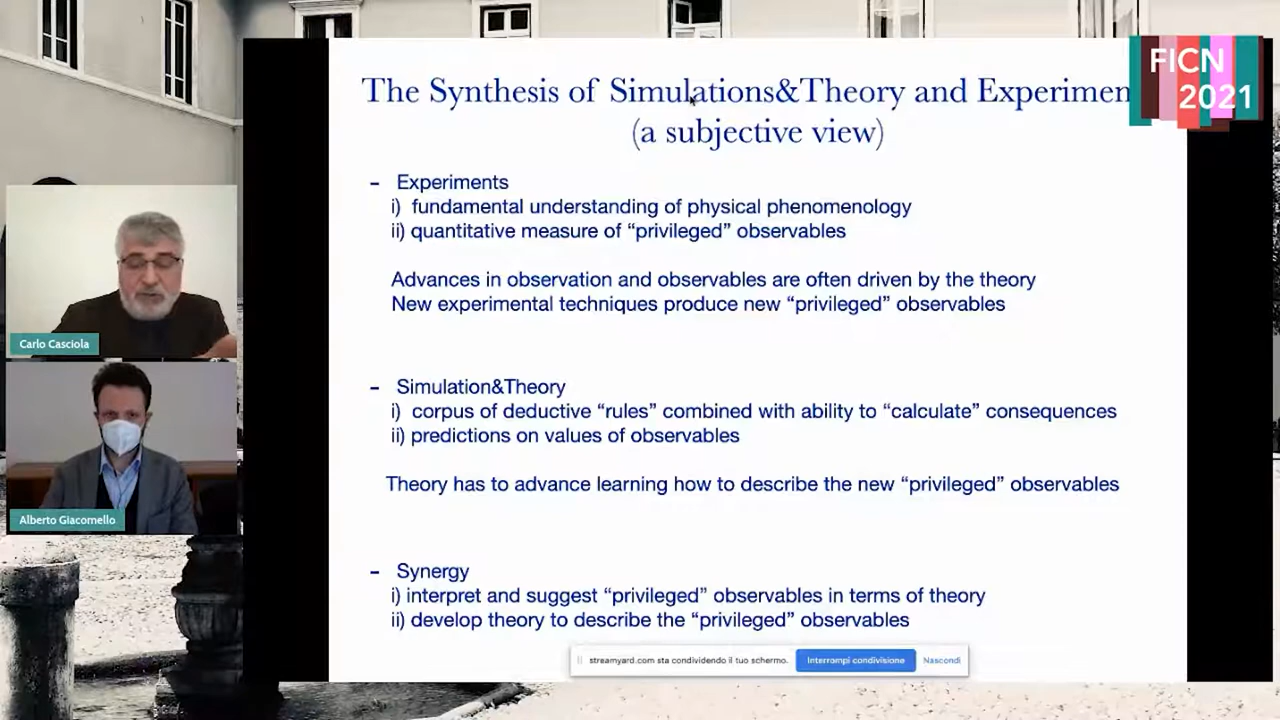 FICN
2021
The Synthesis of Simulations&Theory and Experimen
(a subjective view)
- Experiments
i) fundamental understanding of physical phenomenology
ii) quantitative measure of “privileged” observables
Advances in observation and observables are often driven by the theory
New experimental techniques produce new “privileged” observables
- Simulation&Theory
i) corpus of deductive “rules” combined with ability to “calculate” consequences
ii) predictions on values of observables
Theory has to advance learning how to describe the new “privileged” observables
- Synergy
i) interpret and suggest “privileged” observables in terms of theory
ii) develop theory to describe the “privileged” observables
streamyard.com sta condividendo il tuo schermo.
Interrompi condivisione
Nascondi
Carlo Casciola
Alberto Giacomello